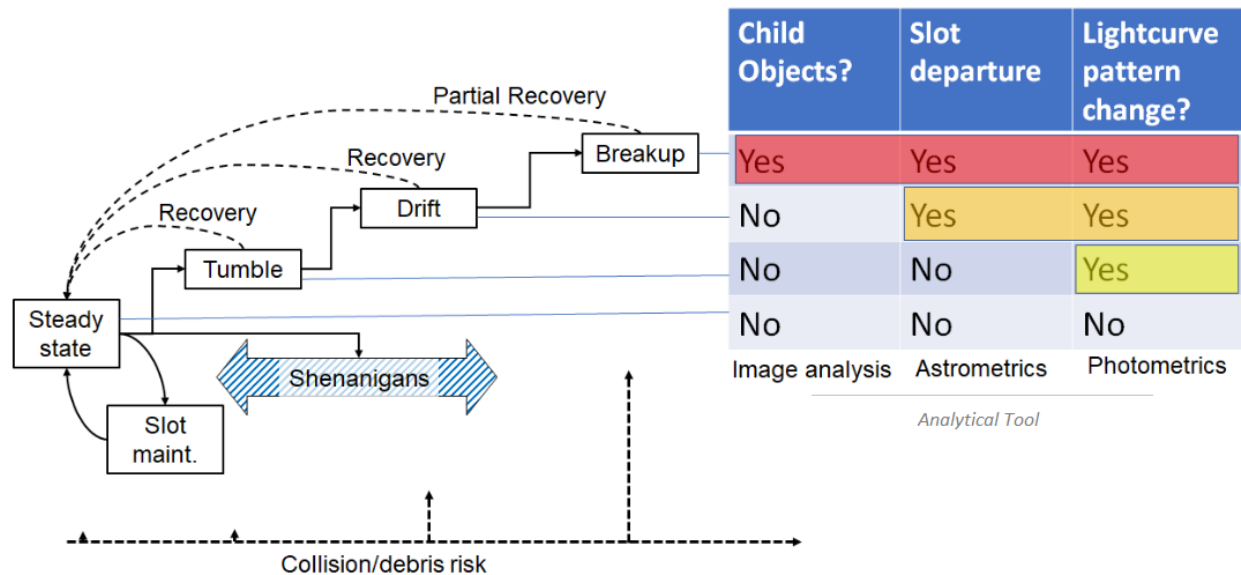 Child
Objects?
Slot
departure
Lightcurve
pattern
change?
Partial Recovery
Breakup
Yes
Yes
Yes
Recovery
Drift
No
Yes
Yes
Recovery
Tumble
No
No
Yes
Steady
state
No
No
No
Shenanigans
Image analysis
Astrometrics
Photometrics
Analytical Tool
Slot
maint.
Collision/debris risk